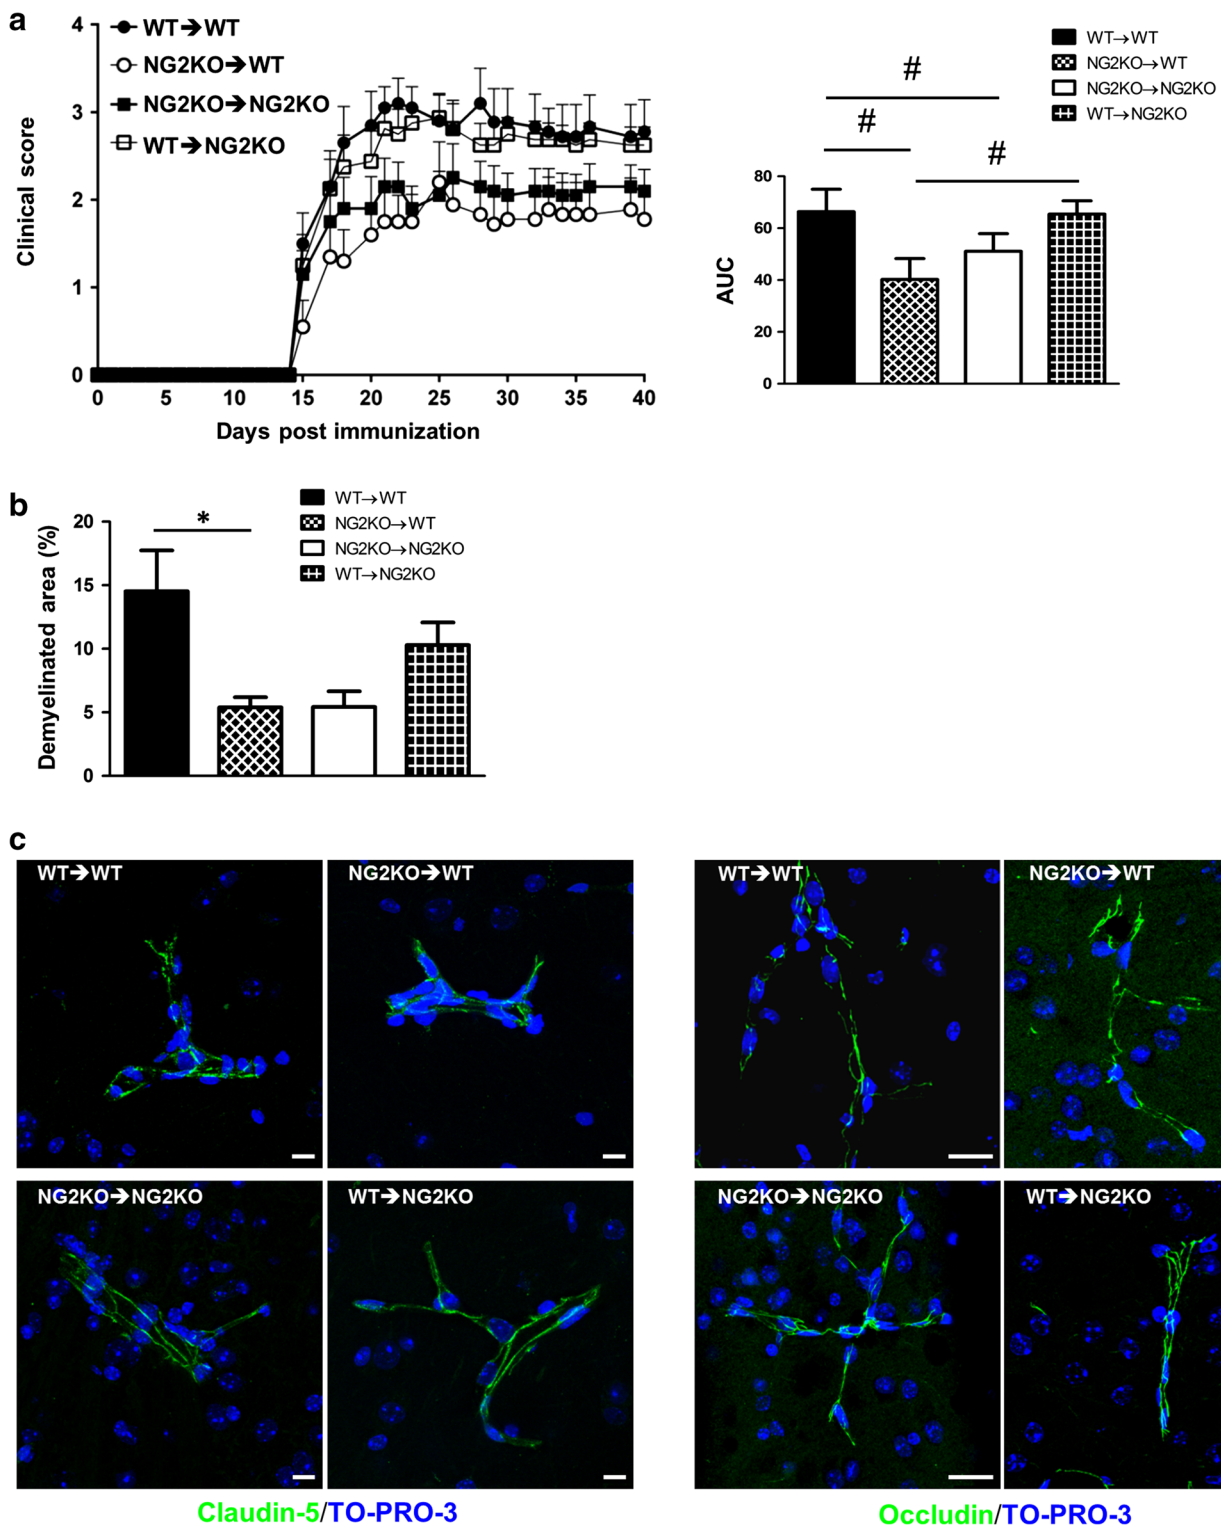 a
WT➔WT
NG2KO➔WT
NG2KO➔NG2KO
WT➔NG2KO
4
3
2
1
0
Clinical score
0 5 10 15 20 25 30 35 40
Days post immunization
WT→WT
NG2KO→WT
NG2KO→NG2KO
WT→NG2KO
#
#
#
80
60
40
20
0
AUC
b
WT→WT
NG2KO→WT
NG2KO→NG2KO
WT→NG2KO
*
20
15
10
5
0
Demyelinated area (%)
c
WT➔WT
NG2KO➔WT
NG2KO➔NG2KO
WT➔NG2KO
Claudin-5/TO-PRO-3
WT➔WT
NG2KO➔WT
NG2KO➔NG2KO
WT➔NG2KO
Occludin/TO-PRO-3